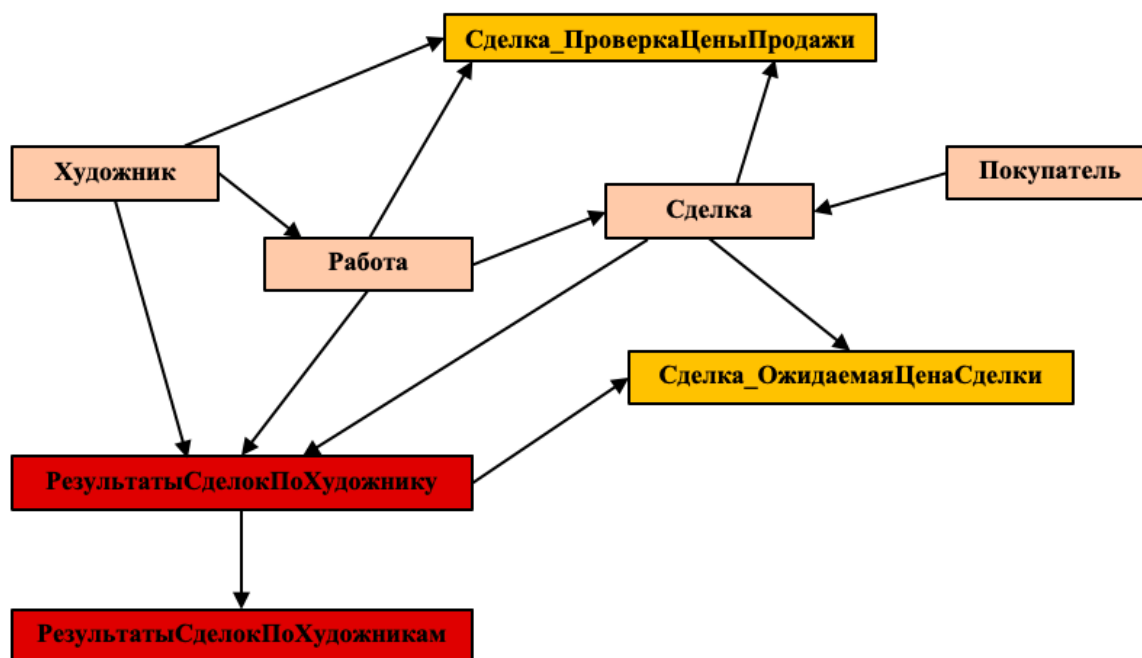 Сделка_ПроверкаЦеныПродажи
Художник
Покупатель
Сделка
Работа
Сделка_ОжидаемаяЦенаСделки
РезультатыСделокПоХудожнику
РезультатыСделокПоХудожникам